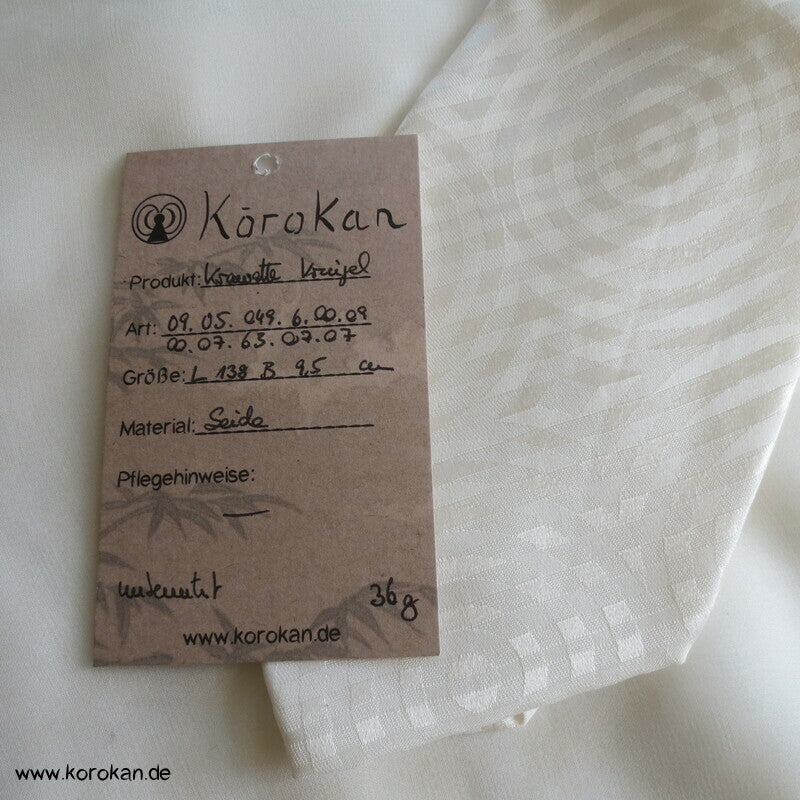 Kōrokan
Produkt: Krawatte Kreisel
Art: 09. 05. 049. 6. 00. 09
00. 07. 63. 07. 07
Größe: L 138 B 9,5 cm
Material: Seide
Pflegehinweise:
—
36g
www.korokan.de
www.korokan.de